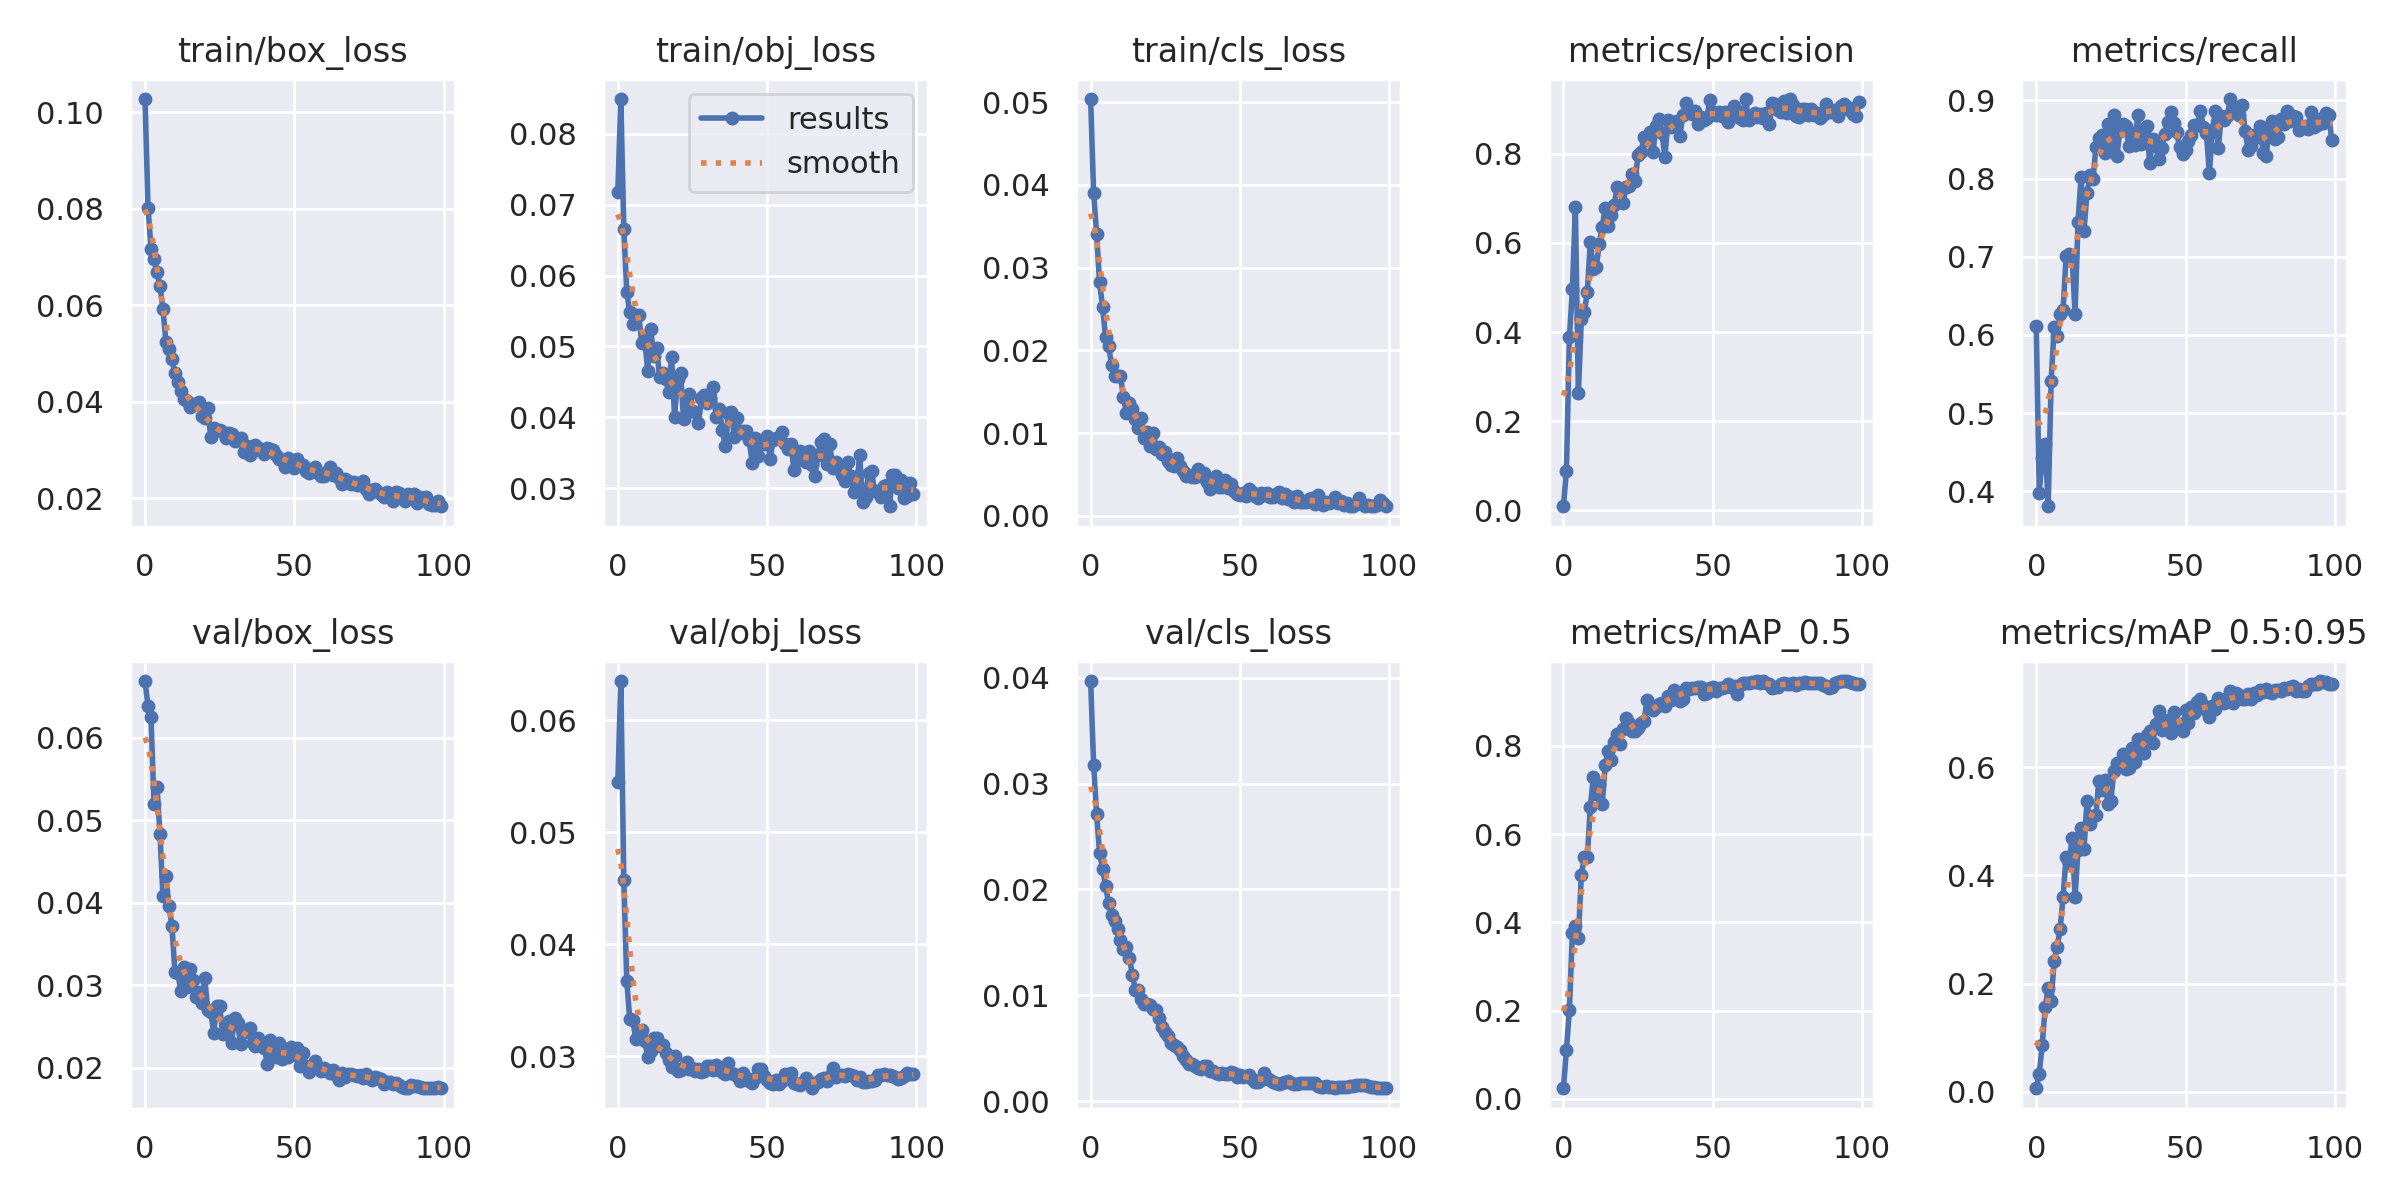 train/box_loss
0.10
0.08
0.06
0.04
0.02
0 50 100
train/obj_loss
results
smooth
0.08
0.07
0.06
0.05
0.04
0.03
0 50 100
train/cls_loss
0.05
0.04
0.03
0.02
0.01
0.00
0 50 100
metrics/precision
0.8
0.6
0.4
0.2
0.0
0 50 100
metrics/recall
0.9
0.8
0.7
0.6
0.5
0.4
0 50 100
val/box_loss
0.06
0.05
0.04
0.03
0.02
0 50 100
val/obj_loss
0.06
0.05
0.04
0.03
0 50 100
val/cls_loss
0.04
0.03
0.02
0.01
0.00
0 50 100
metrics/mAP_0.5
0.8
0.6
0.4
0.2
0.0
0 50 100
metrics/mAP_0.5:0.95
0.6
0.4
0.2
0.0
0 50 100